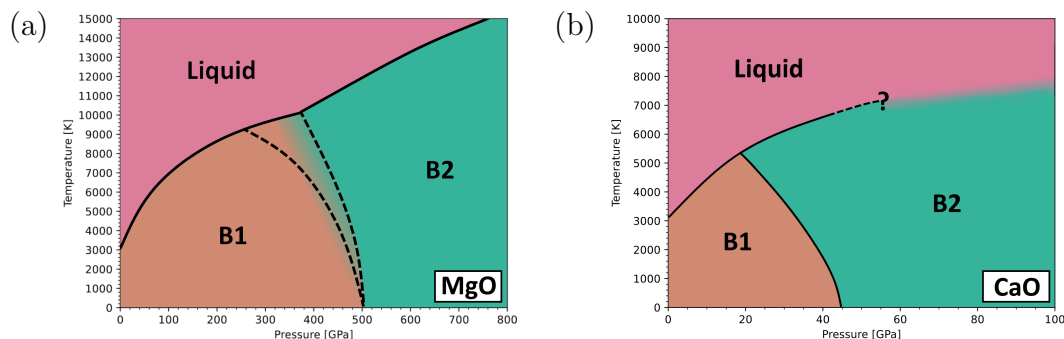 (a)
15000
14000
13000
12000
11000
10000
9000
8000
7000
6000
5000
4000
3000
2000
1000
0
Temperature [K]
Liquid
B1
B2
MgO
0 100 200 300 400 500 600 700 800
Pressure [GPa]
(b)
10000
9000
8000
7000
6000
5000
4000
3000
2000
1000
0
Temperature [K]
Liquid
?
B1
B2
CaO
0 20 40 60 80 100
Pressure [GPa]